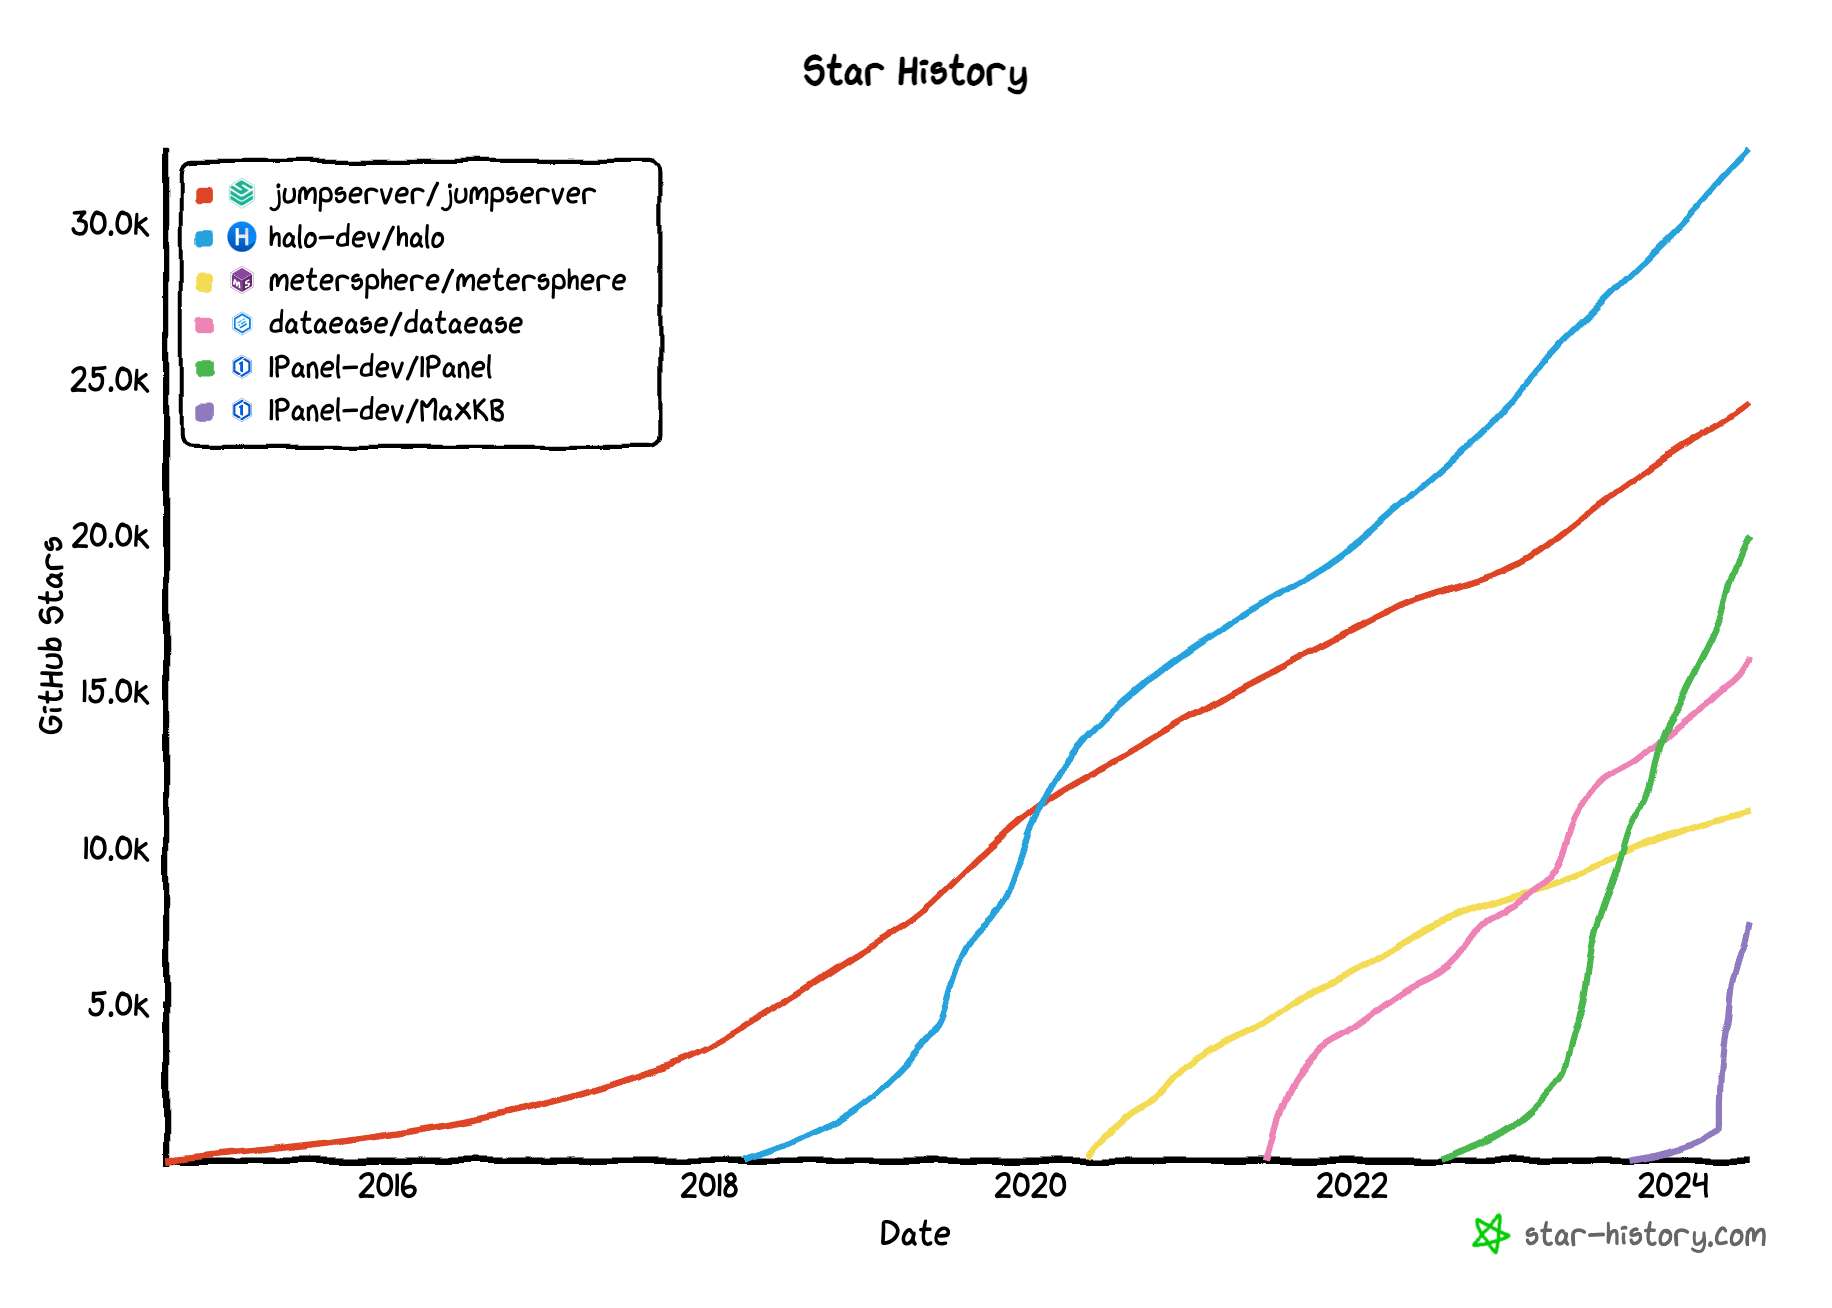 Star History
jumpserver/jumpserver
halo-dev/halo
metersphere/metersphere
dataease/dataease
1Panel-dev/1Panel
1Panel-dev/MaxKB
30.0k
25.0k
20.0k
15.0k
10.0k
5.0k
GitHub Stars
2016
2018
2020
2022
2024
Date
star-history.com